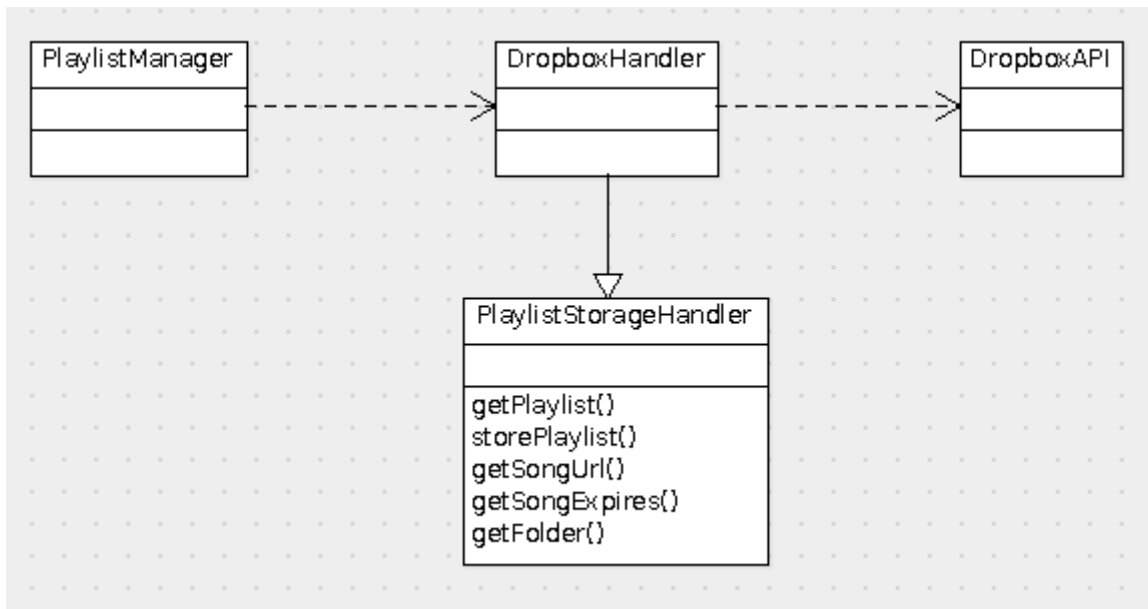 PlaylistManager
DropboxHandler
DropboxAPI
PlaylistStorageHandler
getPlaylist()
storePlaylist()
getSongUrl()
getSongExpires()
getFolder()